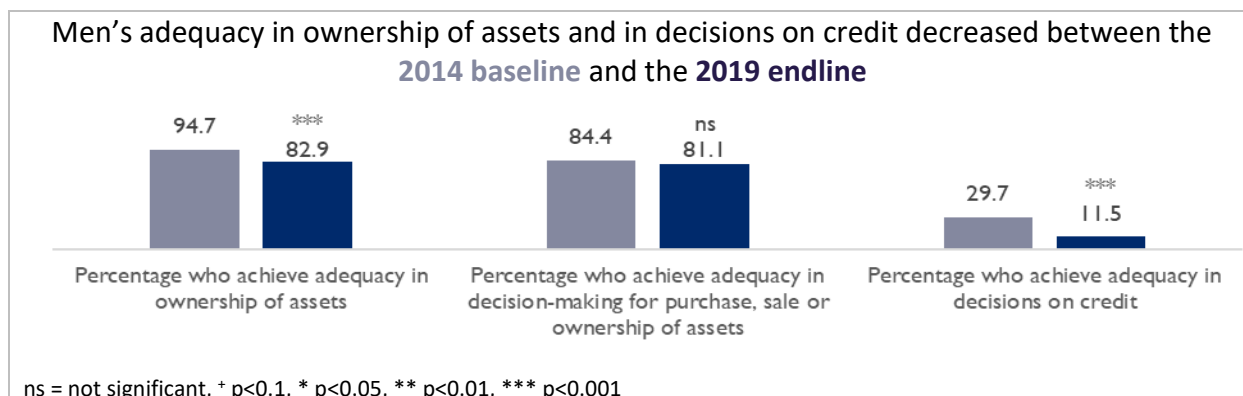 Men's adequacy in ownership of assets and in decisions on credit decreased between the
2014 baseline and the 2019 endline
94.7
***
82.9
84.4
ns
81.1
29.7
***
11.5
Percentage who achieve adequacy in
ownership of assets
Percentage who achieve adequacy in
decision-making for purchase, sale or
ownership of assets
Percentage who achieve adequacy in
decisions on credit
ns = not significant, + p<0.1, * p<0.05, ** p<0.01, *** p<0.001